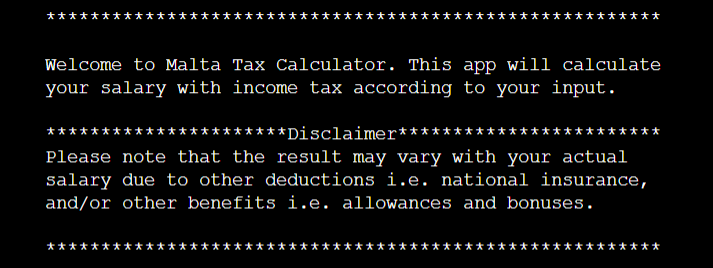 ********************************************************
Welcome to Malta Tax Calculator. This app will calculate
your salary with income tax according to your input.
**********************Disclaimer************************
Please note that the result may vary with your actual
salary due to other deductions i.e. national insurance,
and/or other benefits i.e. allowances and bonuses.
********************************************************